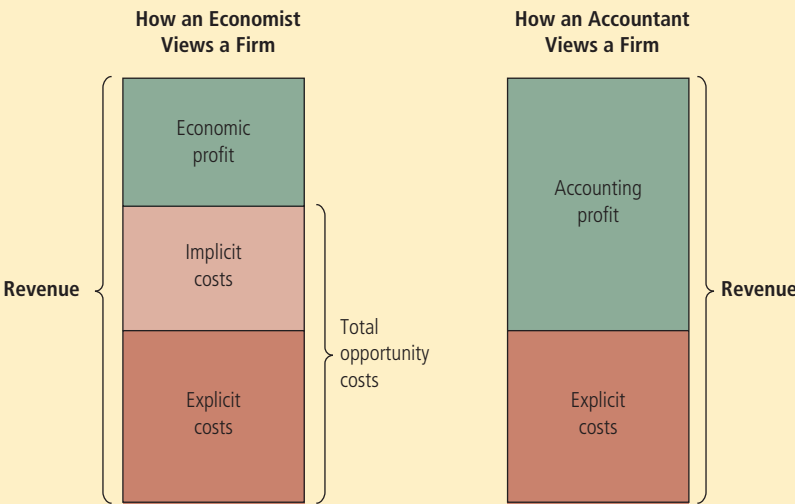 How an Economist
Views a Firm
Economic
profit
Implicit
costs
Explicit
costs
Revenue
Total
opportunity
costs
How an Accountant
Views a Firm
Accounting
profit
Explicit
costs
Revenue